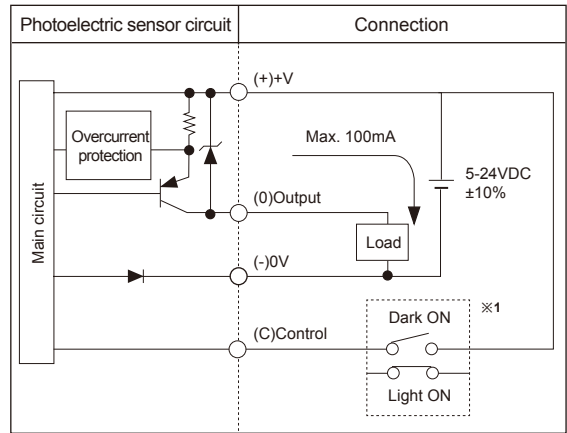 Photoelectric sensor circuit
Connection
(+)+V
Overcurrent
protection
Max. 100mA
5-24VDC
±10%
Main circuit
(0)Output
Load
(-)0V
※1
Dark ON
(C)Control
Light ON